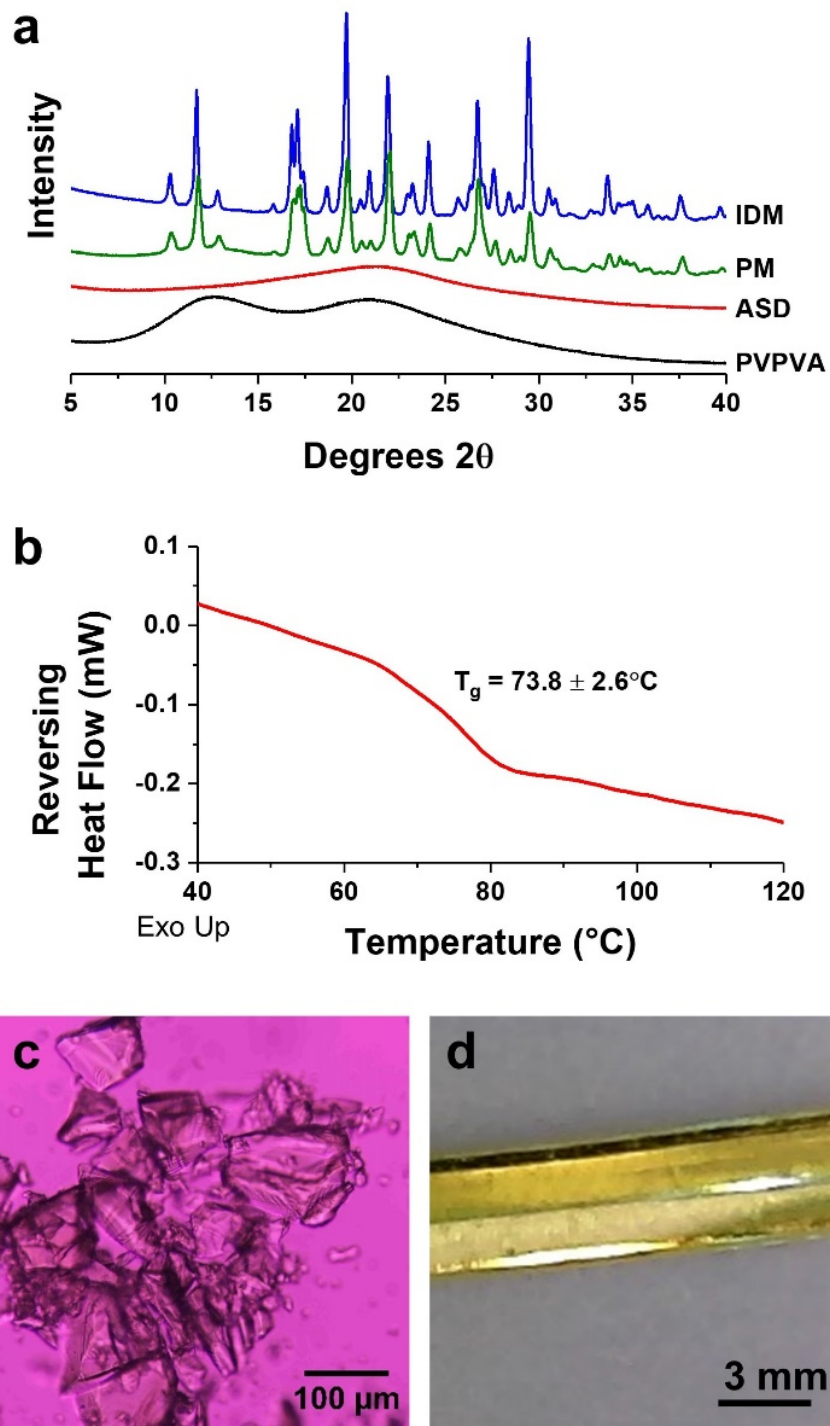 a
Intensity
IDM
PM
ASD
PVPVA
5 10 15 20 25 30 35 40
Degrees 2θ
b
Reversing
Heat Flow (mW)
0.1
0.0
-0.1
-0.2
-0.3
Tg = 73.8 ± 2.6°C
40 60 80 100 120
Exo Up
Temperature (°C)
c
100 µm
d
3 mm